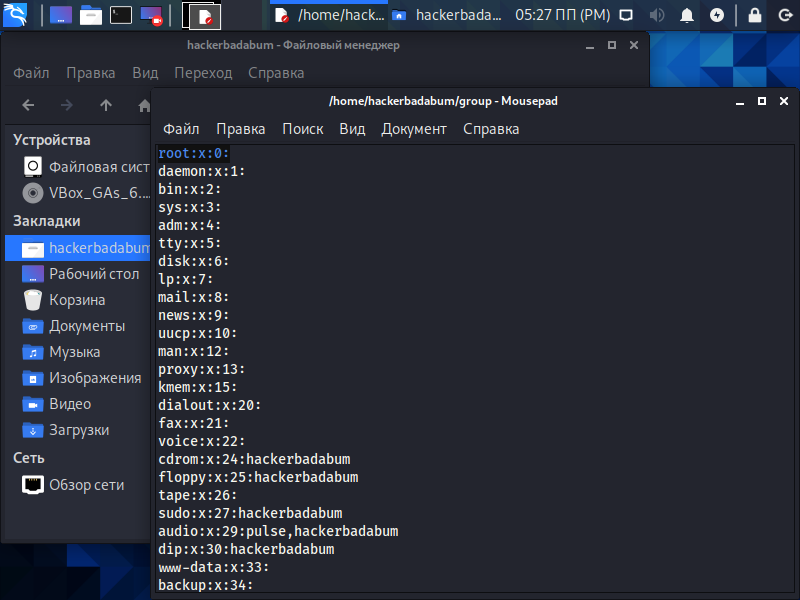 /home/hack...
hackerbada...
05:27 ПП (PM)
hackerbadabum - Файловый менеджер
Файл Правка Вид Переход Справка
Устройства
Файловая сист
VBox_GAs_6....
Закладки
hackerbadabum
Рабочий стол
Корзина
Документы
Музыка
Изображения
Видео
Загрузки
Сеть
Обзор сети
/home/hackerbadabum/group - Mousepad
Файл Правка Поиск Вид Документ Справка
root:x:0:
daemon:x:1:
bin:x:2:
sys:x:3:
adm:x:4:
tty:x:5:
disk:x:6:
lp:x:7:
mail:x:8:
news:x:9:
uucp:x:10:
man:x:12:
proxy:x:13:
kmem:x:15:
dialout:x:20:
fax:x:21:
voice:x:22:
cdrom:x:24:hackerbadabum
floppy:x:25:hackerbadabum
tape:x:26:
sudo:x:27:hackerbadabum
audio:x:29:pulse,hackerbadabum
dip:x:30:hackerbadabum
www-data:x:33:
backup:x:34: